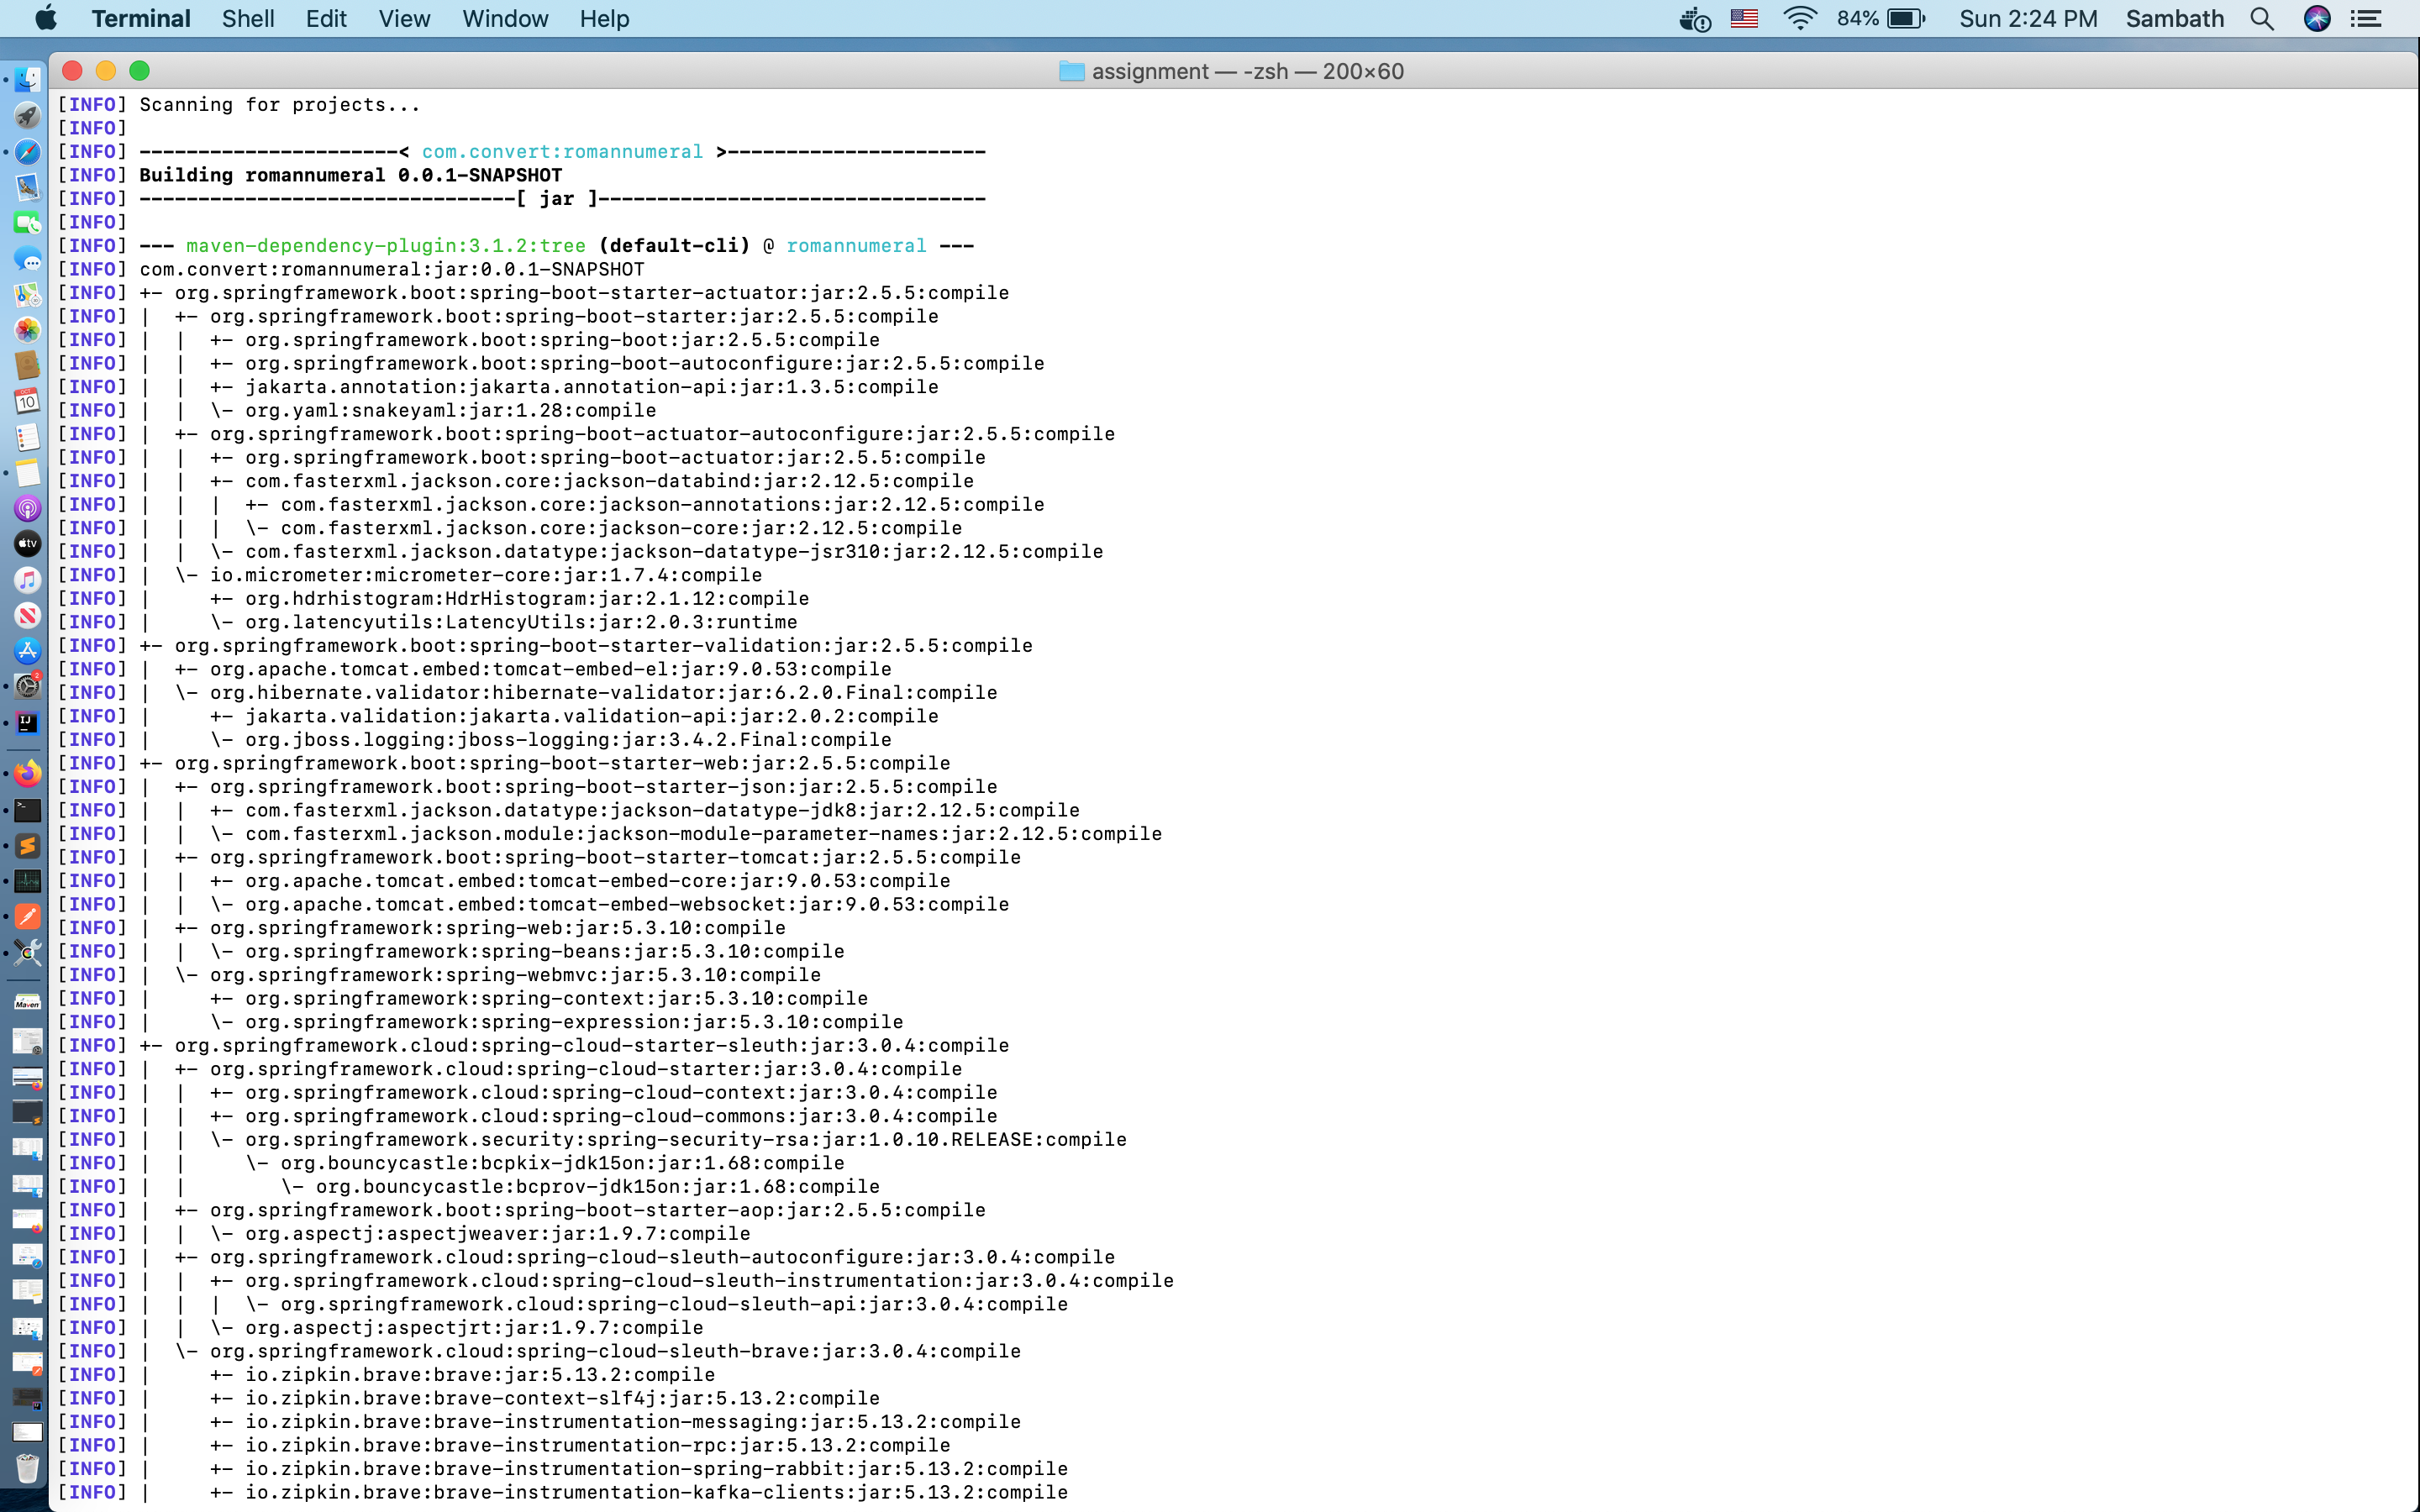 Terminal Shell Edit View Window Help 84% Sun 2:24 PM Sambath
assignment — -zsh — 200×60
[INFO] Scanning for projects...
[INFO]
[INFO] ----------------------< com.convert:romannumeral >----------------------
[INFO] Building romannumeral 0.0.1-SNAPSHOT
[INFO] --------------------------------[ jar ]---------------------------------
[INFO]
[INFO] --- maven-dependency-plugin:3.1.2:tree (default-cli) @ romannumeral ---
[INFO] com.convert:romannumeral:jar:0.0.1-SNAPSHOT
[INFO] +- org.springframework.boot:spring-boot-starter-actuator:jar:2.5.5:compile
[INFO] |  +- org.springframework.boot:spring-boot-starter:jar:2.5.5:compile
[INFO] |  |  +- org.springframework.boot:spring-boot:jar:2.5.5:compile
[INFO] |  |  +- org.springframework.boot:spring-boot-autoconfigure:jar:2.5.5:compile
[INFO] |  |  +- jakarta.annotation:jakarta.annotation-api:jar:1.3.5:compile
[INFO] |  |  \- org.yaml:snakeyaml:jar:1.28:compile
[INFO] |  +- org.springframework.boot:spring-boot-actuator-autoconfigure:jar:2.5.5:compile
[INFO] |  |  +- org.springframework.boot:spring-boot-actuator:jar:2.5.5:compile
[INFO] |  |  +- com.fasterxml.jackson.core:jackson-databind:jar:2.12.5:compile
[INFO] |  |  |  +- com.fasterxml.jackson.core:jackson-annotations:jar:2.12.5:compile
[INFO] |  |  |  \- com.fasterxml.jackson.core:jackson-core:jar:2.12.5:compile
[INFO] |  |  \- com.fasterxml.jackson.datatype:jackson-datatype-jsr310:jar:2.12.5:compile
[INFO] |  \- io.micrometer:micrometer-core:jar:1.7.4:compile
[INFO] |     +- org.hdrhistogram:HdrHistogram:jar:2.1.12:compile
[INFO] |     \- org.latencyutils:LatencyUtils:jar:2.0.3:runtime
[INFO] +- org.springframework.boot:spring-boot-starter-validation:jar:2.5.5:compile
[INFO] |  +- org.apache.tomcat.embed:tomcat-embed-el:jar:9.0.53:compile
[INFO] |  \- org.hibernate.validator:hibernate-validator:jar:6.2.0.Final:compile
[INFO] |     +- jakarta.validation:jakarta.validation-api:jar:2.0.2:compile
[INFO] |     \- org.jboss.logging:jboss-logging:jar:3.4.2.Final:compile
[INFO] +- org.springframework.boot:spring-boot-starter-web:jar:2.5.5:compile
[INFO] |  +- org.springframework.boot:spring-boot-starter-json:jar:2.5.5:compile
[INFO] |  |  +- com.fasterxml.jackson.datatype:jackson-datatype-jdk8:jar:2.12.5:compile
[INFO] |  |  \- com.fasterxml.jackson.module:jackson-module-parameter-names:jar:2.12.5:compile
[INFO] |  +- org.springframework.boot:spring-boot-starter-tomcat:jar:2.5.5:compile
[INFO] |  |  +- org.apache.tomcat.embed:tomcat-embed-core:jar:9.0.53:compile
[INFO] |  |  \- org.apache.tomcat.embed:tomcat-embed-websocket:jar:9.0.53:compile
[INFO] |  +- org.springframework:spring-web:jar:5.3.10:compile
[INFO] |  |  \- org.springframework:spring-beans:jar:5.3.10:compile
[INFO] |  \- org.springframework:spring-webmvc:jar:5.3.10:compile
[INFO] |     +- org.springframework:spring-context:jar:5.3.10:compile
[INFO] |     \- org.springframework:spring-expression:jar:5.3.10:compile
[INFO] +- org.springframework.cloud:spring-cloud-starter-sleuth:jar:3.0.4:compile
[INFO] |  +- org.springframework.cloud:spring-cloud-starter:jar:3.0.4:compile
[INFO] |  |  +- org.springframework.cloud:spring-cloud-context:jar:3.0.4:compile
[INFO] |  |  +- org.springframework.cloud:spring-cloud-commons:jar:3.0.4:compile
[INFO] |  |  \- org.springframework.security:spring-security-rsa:jar:1.0.10.RELEASE:compile
[INFO] |  |     \- org.bouncycastle:bcpkix-jdk15on:jar:1.68:compile
[INFO] |  |        \- org.bouncycastle:bcprov-jdk15on:jar:1.68:compile
[INFO] |  +- org.springframework.boot:spring-boot-starter-aop:jar:2.5.5:compile
[INFO] |  |  \- org.aspectj:aspectjweaver:jar:1.9.7:compile
[INFO] |  +- org.springframework.cloud:spring-cloud-sleuth-autoconfigure:jar:3.0.4:compile
[INFO] |  |  +- org.springframework.cloud:spring-cloud-sleuth-instrumentation:jar:3.0.4:compile
[INFO] |  |  |  \- org.springframework.cloud:spring-cloud-sleuth-api:jar:3.0.4:compile
[INFO] |  |  \- org.aspectj:aspectjrt:jar:1.9.7:compile
[INFO] |  \- org.springframework.cloud:spring-cloud-sleuth-brave:jar:3.0.4:compile
[INFO] |     +- io.zipkin.brave:brave:jar:5.13.2:compile
[INFO] |     +- io.zipkin.brave:brave-context-slf4j:jar:5.13.2:compile
[INFO] |     +- io.zipkin.brave:brave-instrumentation-messaging:jar:5.13.2:compile
[INFO] |     +- io.zipkin.brave:brave-instrumentation-rpc:jar:5.13.2:compile
[INFO] |     +- io.zipkin.brave:brave-instrumentation-spring-rabbit:jar:5.13.2:compile
[INFO] |     +- io.zipkin.brave:brave-instrumentation-kafka-clients:jar:5.13.2:compile